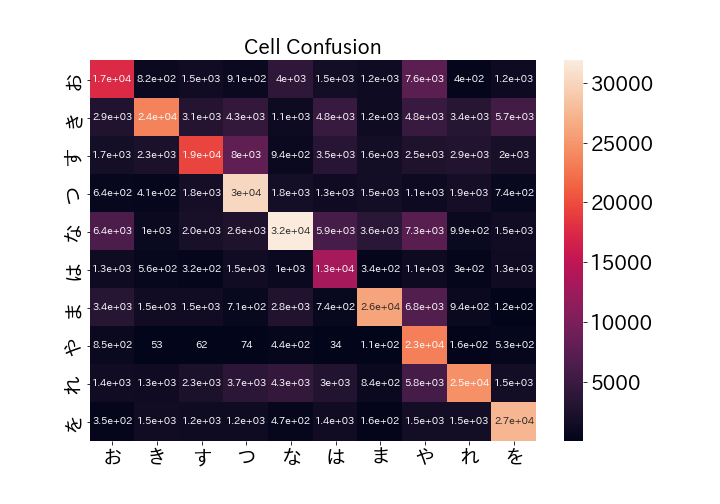 Cell Confusion
お 1.7e+04 8.2e+02 1.5e+03 9.1e+02 4e+03 1.5e+03 1.2e+03 7.6e+03 4e+02 1.2e+03
き 2.9e+03 2.4e+04 3.1e+03 4.3e+03 1.1e+03 4.8e+03 1.2e+03 4.8e+03 3.4e+03 5.7e+03
す 1.7e+03 2.3e+03 1.9e+04 8e+03 9.4e+02 3.5e+03 1.6e+03 2.5e+03 2.9e+03 2e+03
つ 6.4e+02 4.1e+02 1.8e+03 3e+04 1.8e+03 1.3e+03 1.5e+03 1.1e+03 1.9e+03 7.4e+02
な 6.4e+03 1e+03 2.0e+03 2.6e+03 3.2e+04 5.9e+03 3.6e+03 7.3e+03 9.9e+02 1.5e+03
は 1.3e+03 5.6e+02 3.2e+02 1.5e+03 1e+03 1.3e+04 3.4e+02 1.1e+03 3e+02 1.3e+03
ま 3.4e+03 1.5e+03 1.5e+03 7.1e+02 2.8e+03 7.4e+02 2.6e+04 6.8e+03 9.4e+02 1.2e+02
や 8.5e+02 53 62 74 4.4e+02 34 1.1e+02 2.3e+04 1.6e+02 5.3e+02
れ 1.4e+03 1.3e+03 2.3e+03 3.7e+03 4.3e+03 3e+03 8.4e+02 5.8e+03 2.5e+04 1.5e+03
を 3.5e+02 1.5e+03 1.2e+03 1.2e+03 4.7e+02 1.4e+03 1.6e+02 1.5e+03 1.5e+03 2.7e+04
お き す つ な は ま や れ を
30000
25000
20000
15000
10000
5000